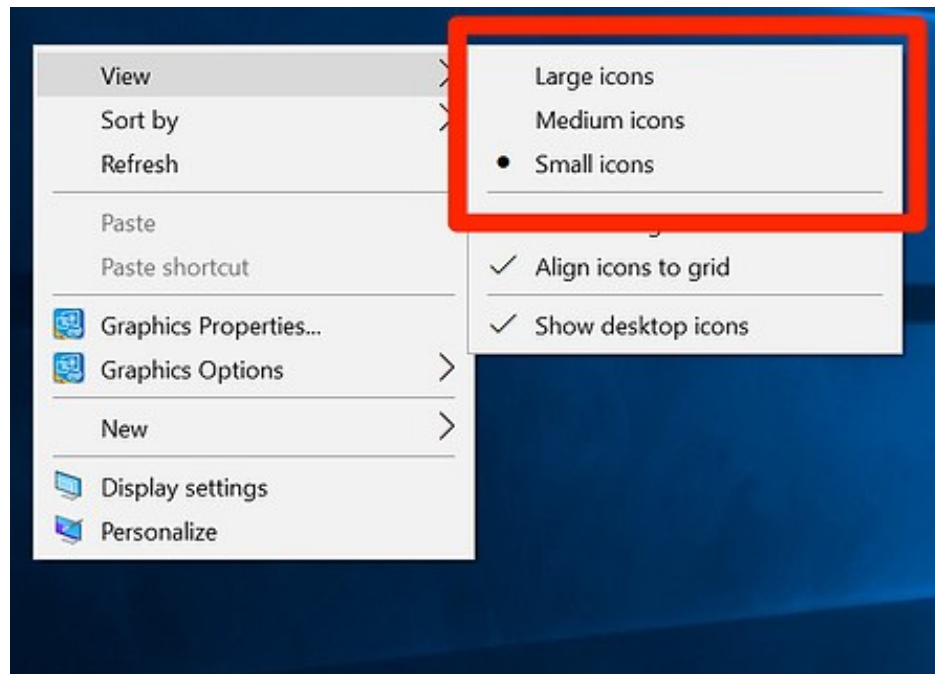 View
Sort by
Refresh
Paste
Paste shortcut
Graphics Properties...
Graphics Options
New
Display settings
Personalize
Large icons
Medium icons
Small icons
Align icons to grid
Show desktop icons